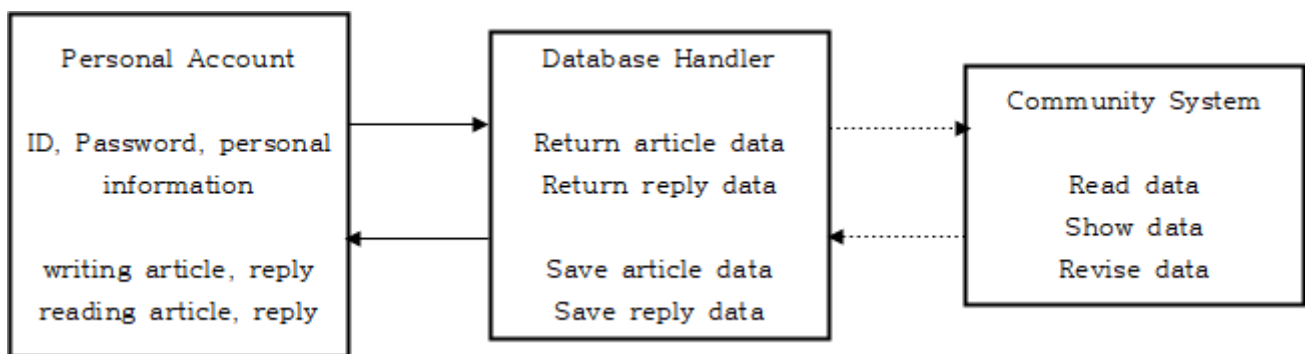 Personal Account
ID, Password, personal
information
writing article, reply
reading article, reply
Database Handler
Return article data
Return reply data
Save article data
Save reply data
Community System
Read data
Show data
Revise data